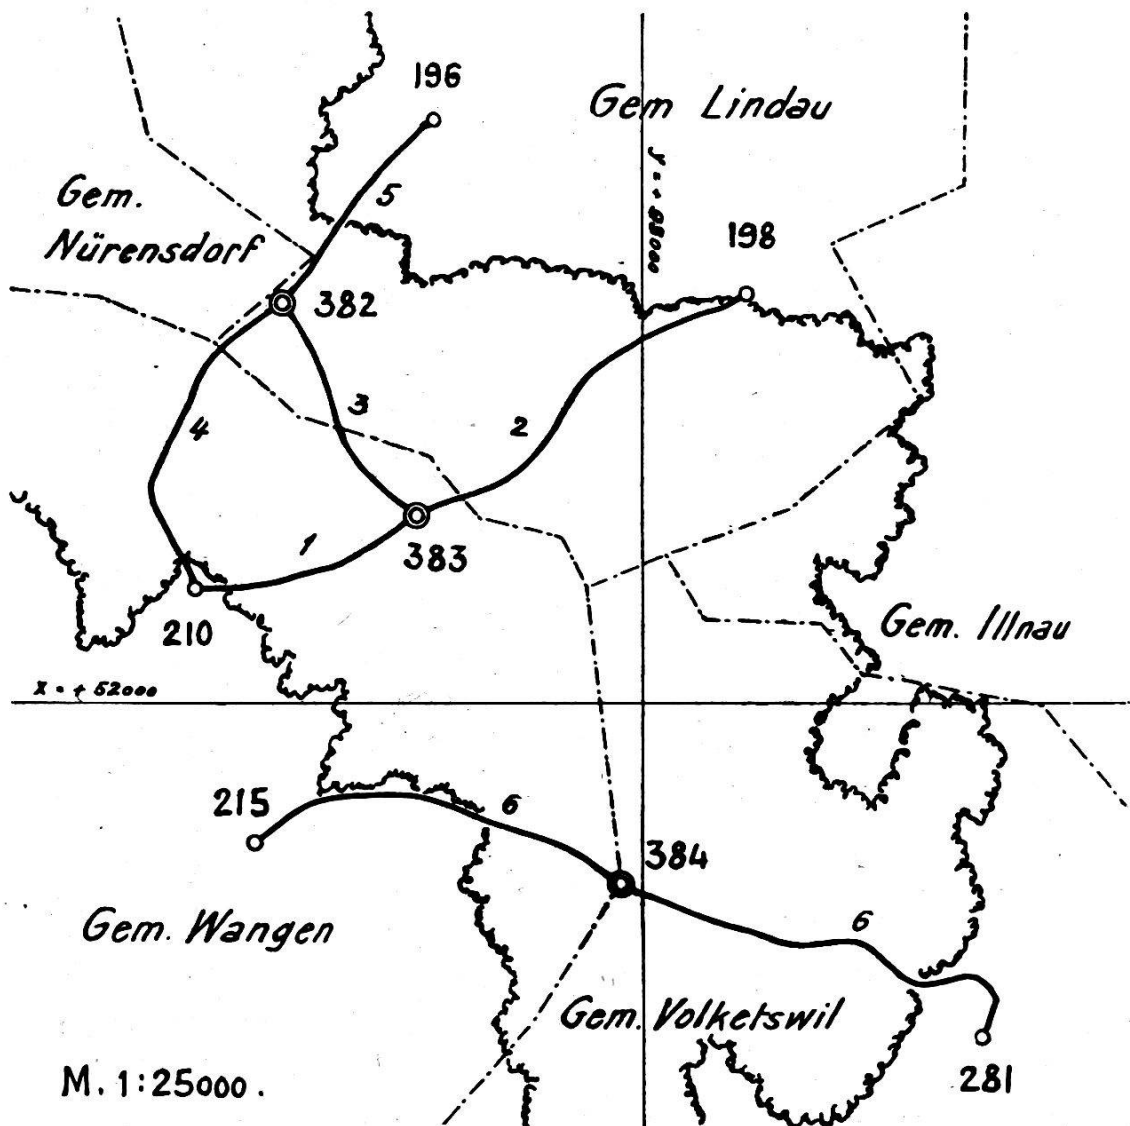 196
Gem Lindau
Gem.
Nürensdorf
5
y = + 88000
198
382
4
3
2
1
383
210
Gem. Illnau
x = + 52000
215
6
384
Gem. Wangen
6
Gem. Volketswil
M. 1:25000.
281